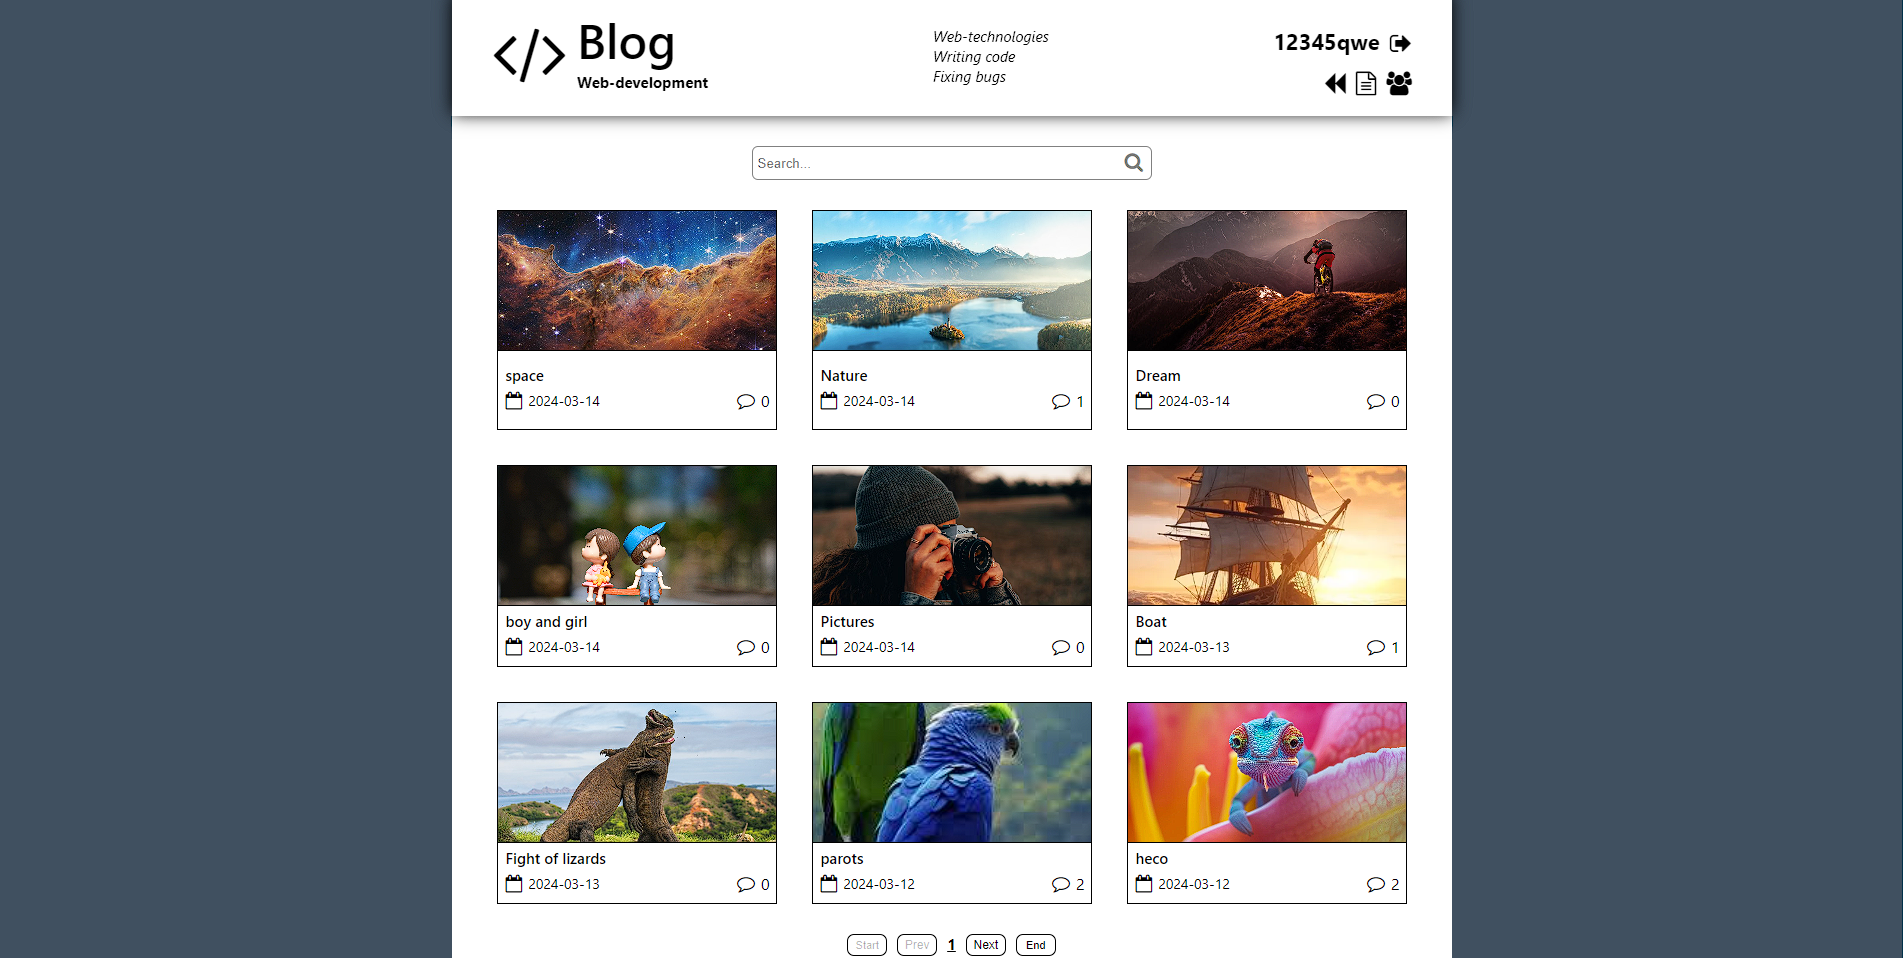 Blog
Web-development
Web-technologies
Writing code
Fixing bugs
12345qwe
Search...
space
2024-03-14 0
Nature
2024-03-14 1
Dream
2024-03-14 0
boy and girl
2024-03-14 0
Pictures
2024-03-14 0
Boat
2024-03-13 1
Fight of lizards
2024-03-13 0
parots
2024-03-12 2
heco
2024-03-12 2
Start Prev 1 Next End